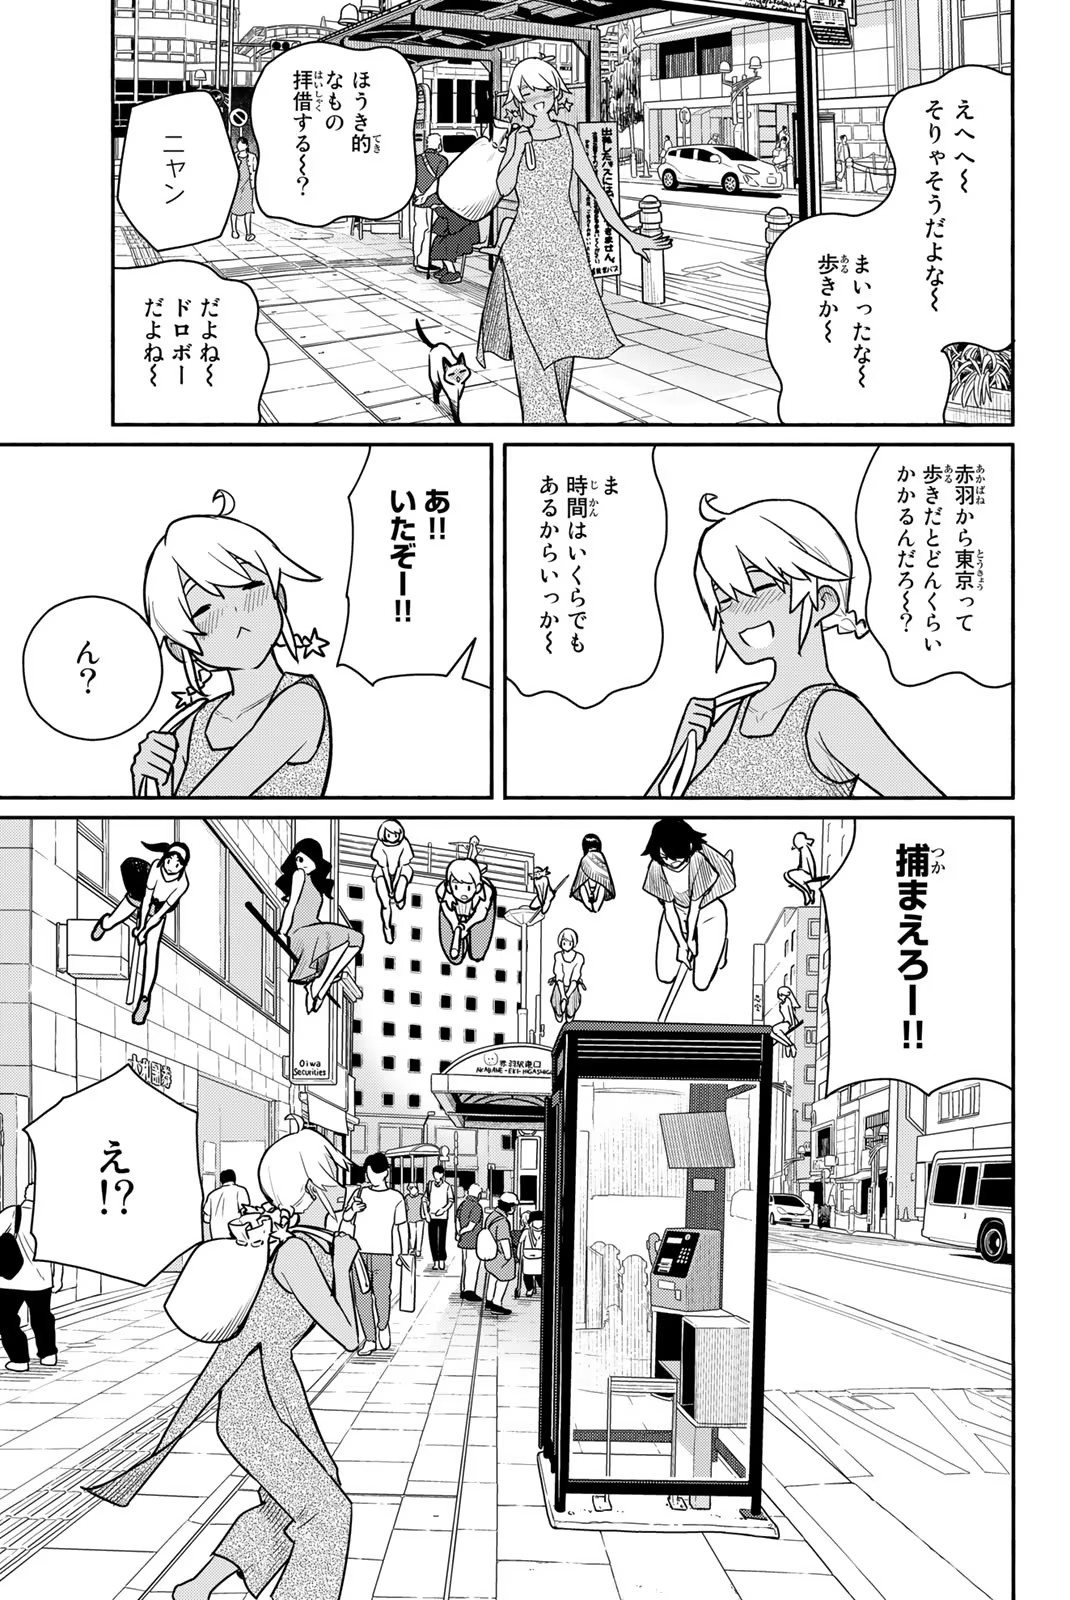 えへへ〜
そりゃそうだよな〜
まいったな〜
歩きか〜
ほうき的
なもの
拝借する〜？
ニャン
だよね〜
ドロボー
だよね〜
赤羽から東京って
歩きだとどんくらい
かかるんだろ〜？
ま
時間はいくらでも
あるからいっか〜
あ!!
いたぞー!!
ん？
捕まえろー!!
え!?
Oiwa
Securities
赤羽駅東口